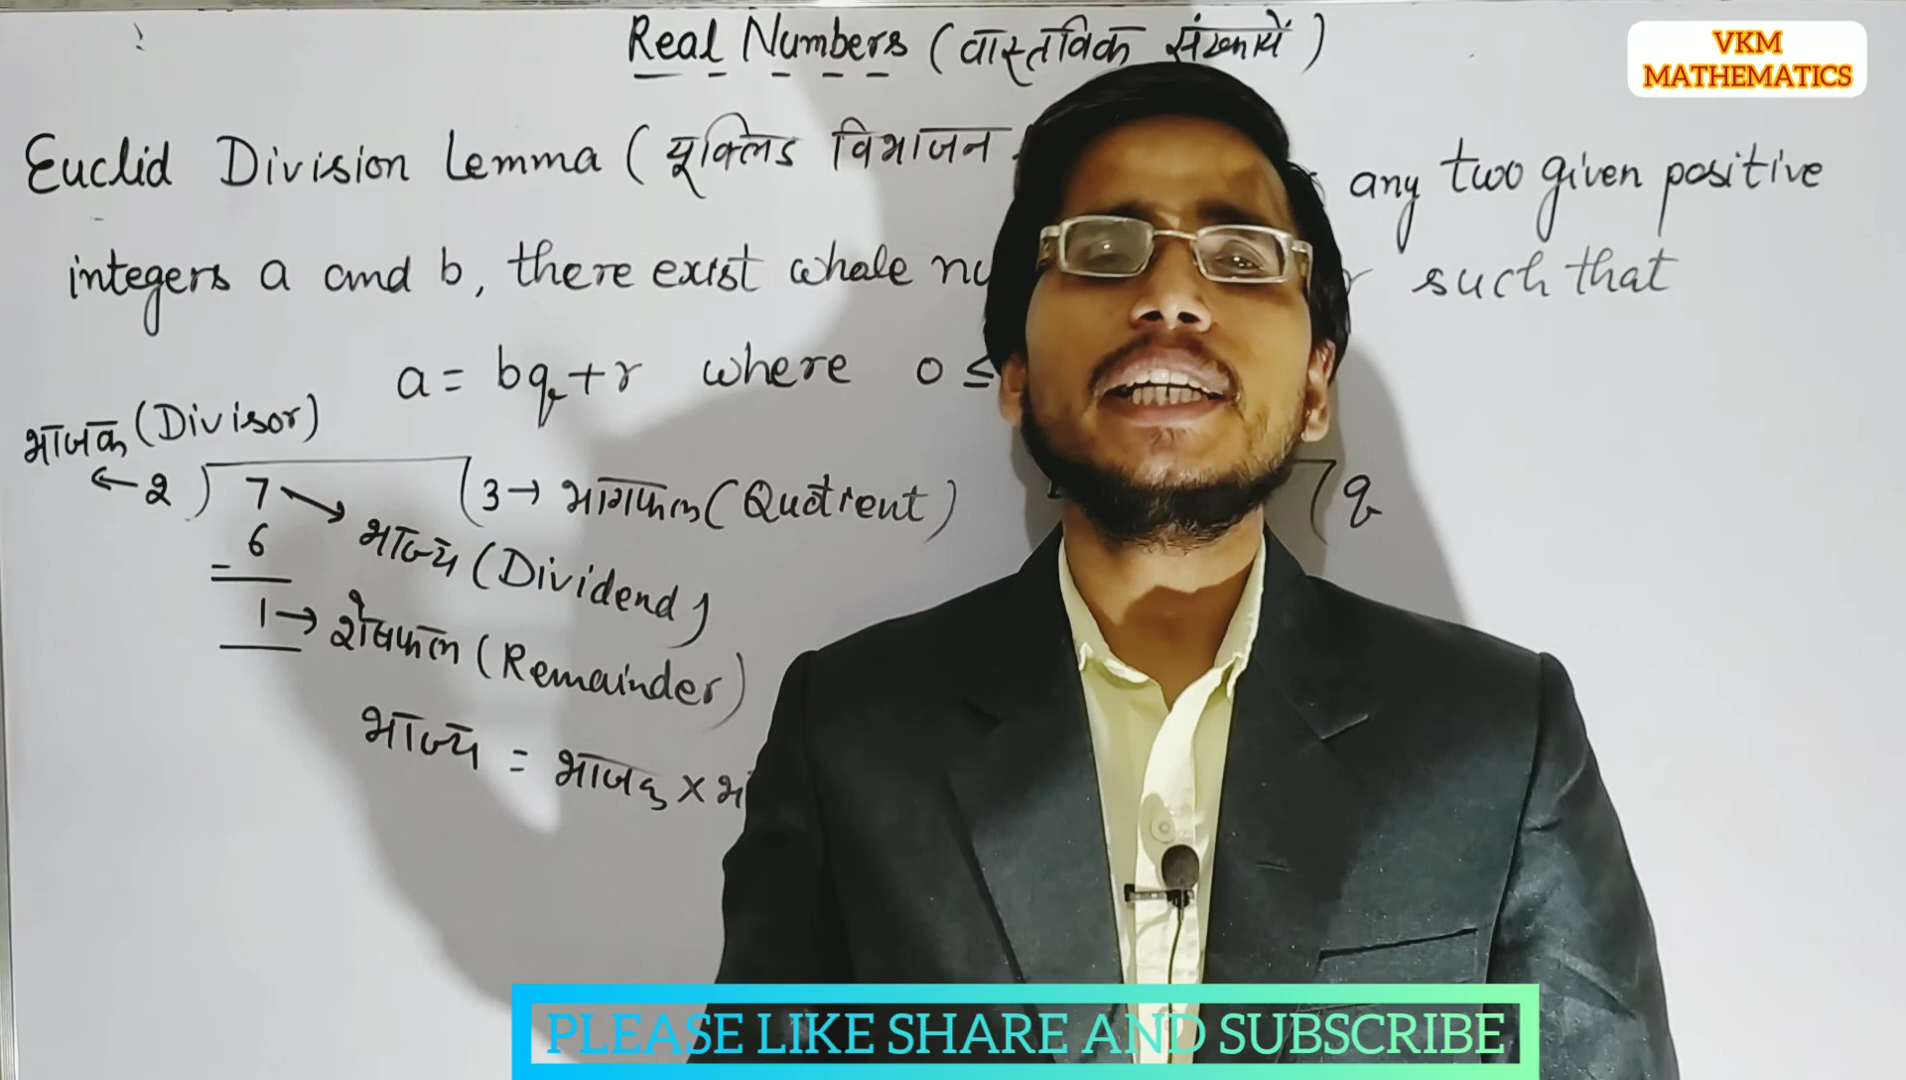 Real Numbers (वास्तविक संख्यायें)
VKM
MATHEMATICS
Euclid Division Lemma (यूक्लिड विभाजन any two given positive
integers a and b, there exist whole nu r such that
a = bq + r where 0 ≤
भाजक (Divisor)
← 2 ) 7 ( 3 → भागफल (Quotient) ( q
- 6
भाज्य (Dividend)
1 → शेषफल (Remainder)
भाज्य = भाजक × भा
PLEASE LIKE SHARE AND SUBSCRIBE